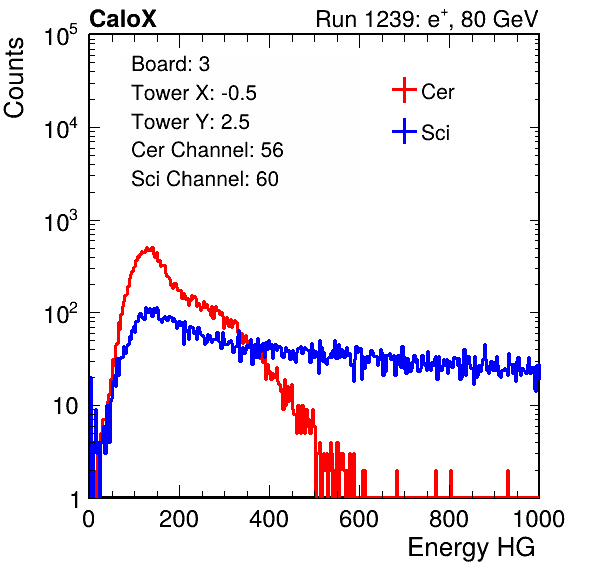 CaloX Run 1239: e⁺, 80 GeV
Counts
Board: 3
Tower X: -0.5
Tower Y: 2.5
Cer Channel: 56
Sci Channel: 60
Cer
Sci
10⁵
10⁴
10³
10²
10
1
0 200 400 600 800 1000
Energy HG